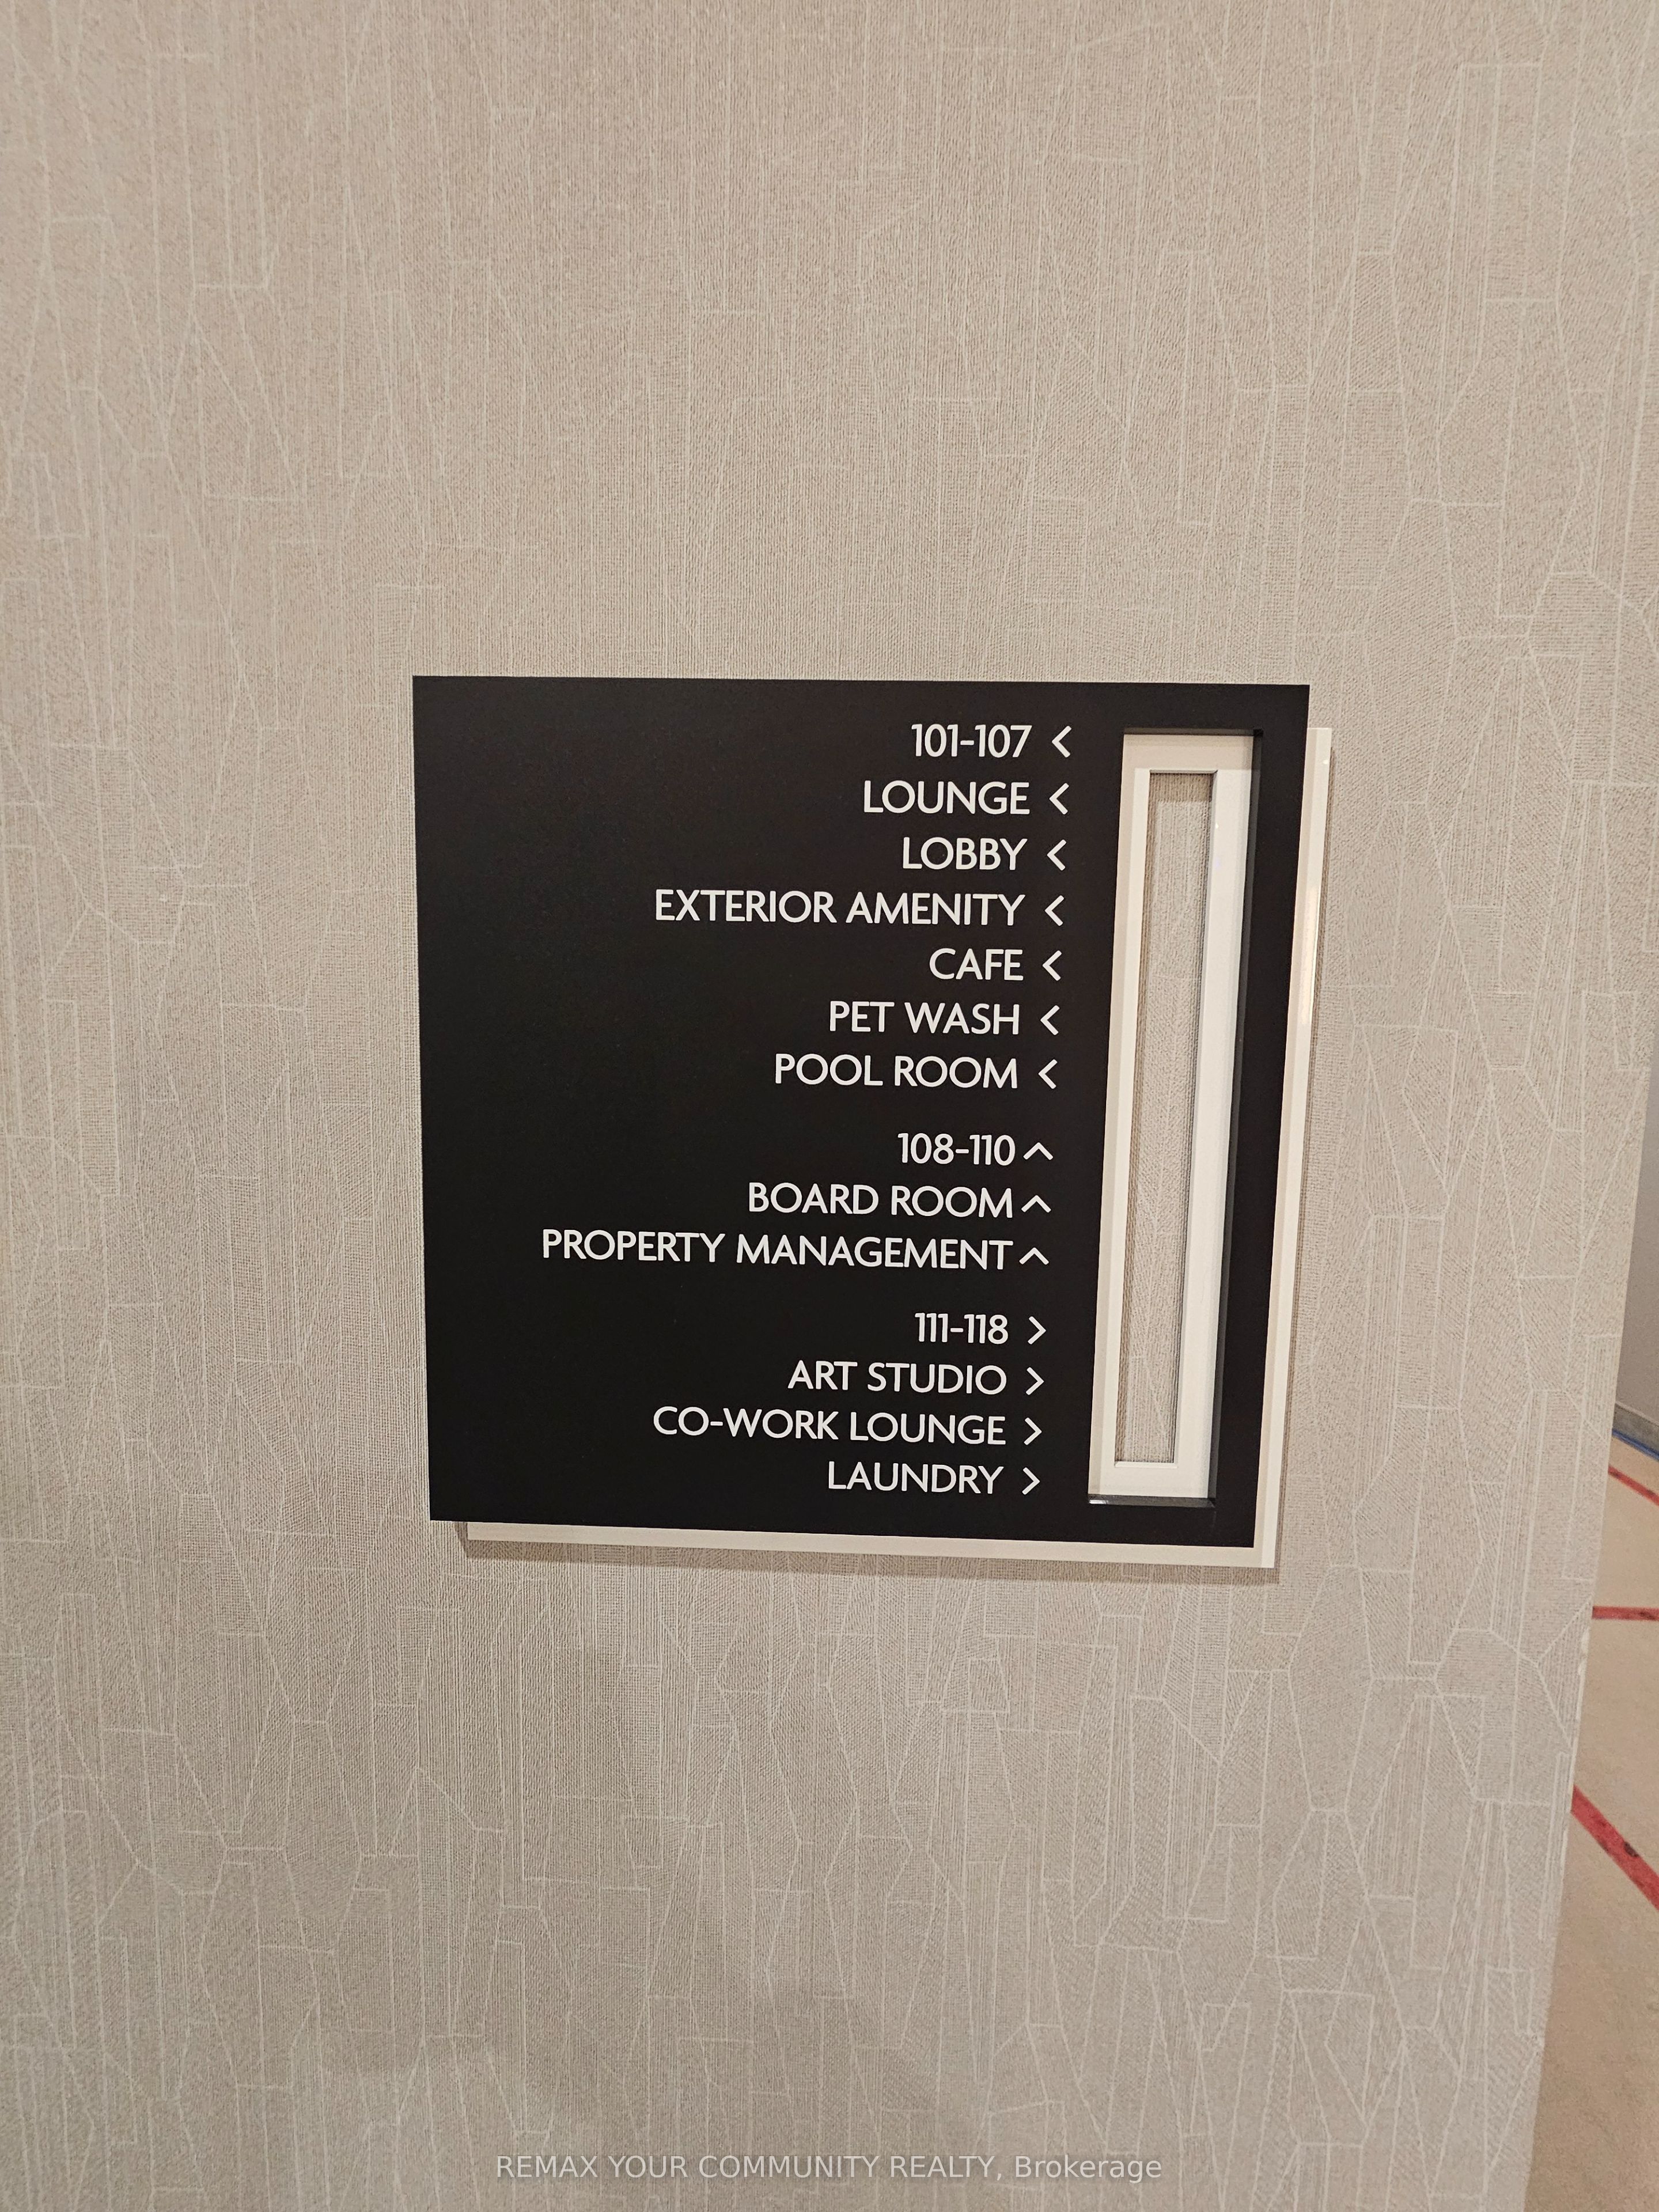 101-107 <
LOUNGE <
LOBBY <
EXTERIOR AMENITY <
CAFE <
PET WASH <
POOL ROOM <
108-110 ^
BOARD ROOM ^
PROPERTY MANAGEMENT ^
111-118 >
ART STUDIO >
CO-WORK LOUNGE >
LAUNDRY >
REMAX YOUR COMMUNITY REALTY, Brokerage